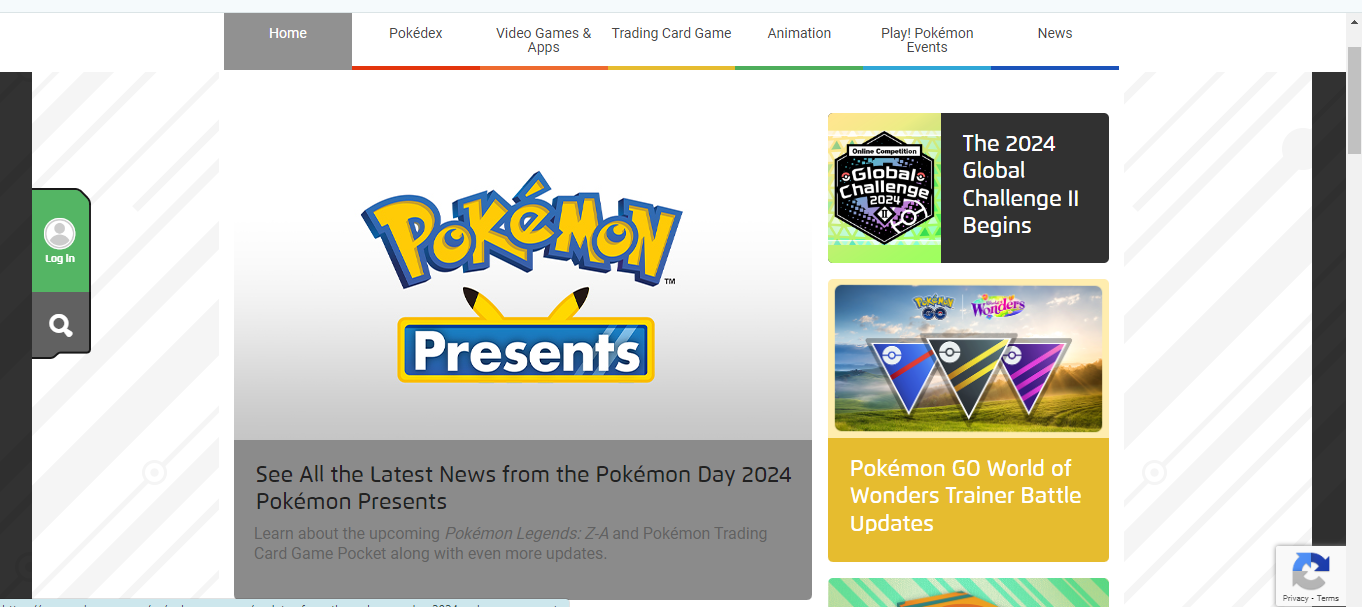 Home
Pokédex
Video Games &
Apps
Trading Card Game
Animation
Play! Pokémon
Events
News
Log In
POKÉMON
TM
Presents
See All the Latest News from the Pokémon Day 2024
Pokémon Presents
Learn about the upcoming Pokémon Legends: Z-A and Pokémon Trading
Card Game Pocket along with even more updates.
Online Competition
Global
Challenge
2024
II
The 2024
Global
Challenge II
Begins
POKÉMON
GO
Wonders
Pokémon GO World of
Wonders Trainer Battle
Updates
Privacy - Terms